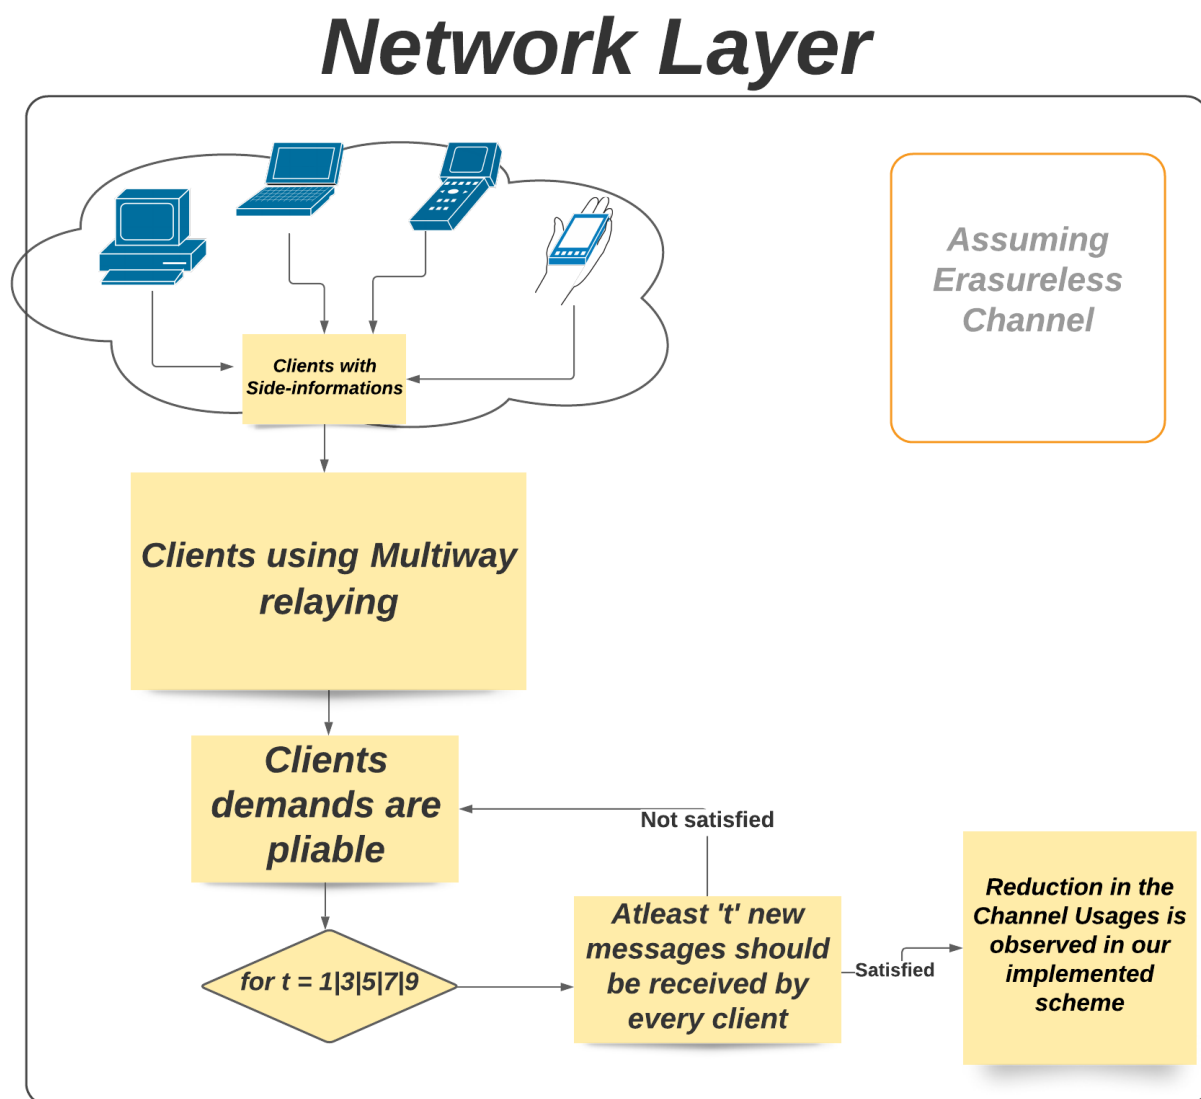 Network Layer
Assuming
Erasureless
Channel
Clients with
Side-informations
Clients using Multiway
relaying
Clients
demands are
pliable
Not satisfied
for t = 1|3|5|7|9
Atleast 't' new
messages should
be received by
every client
Satisfied
Reduction in the
Channel Usages is
observed in our
implemented
scheme